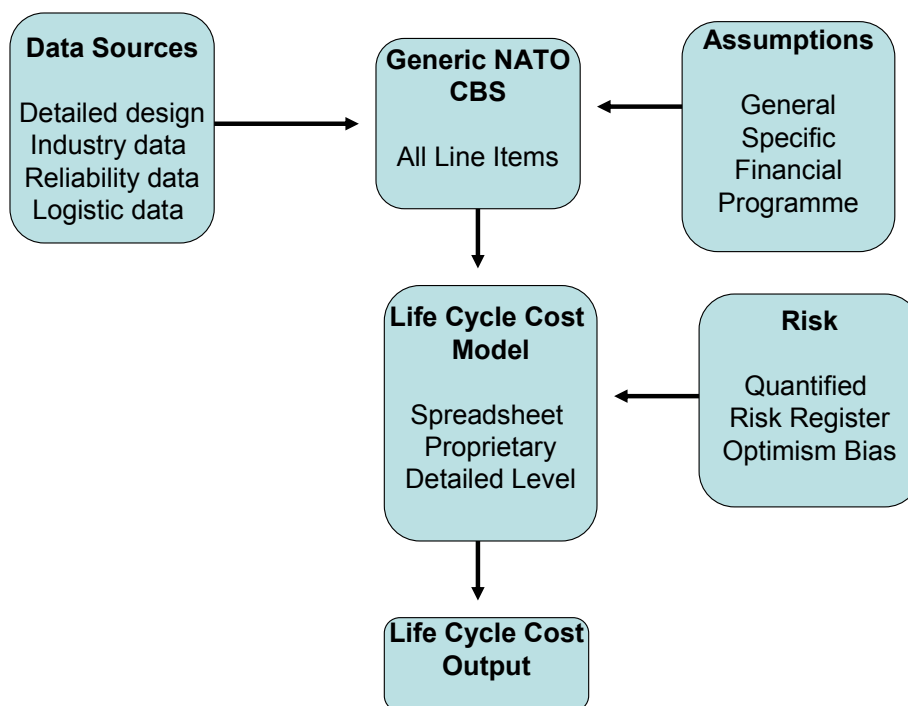 Data Sources
Detailed design
Industry data
Reliability data
Logistic data
Generic NATO
CBS
All Line Items
Assumptions
General
Specific
Financial
Programme
Life Cycle Cost
Model
Spreadsheet
Proprietary
Detailed Level
Risk
Quantified
Risk Register
Optimism Bias
Life Cycle Cost
Output